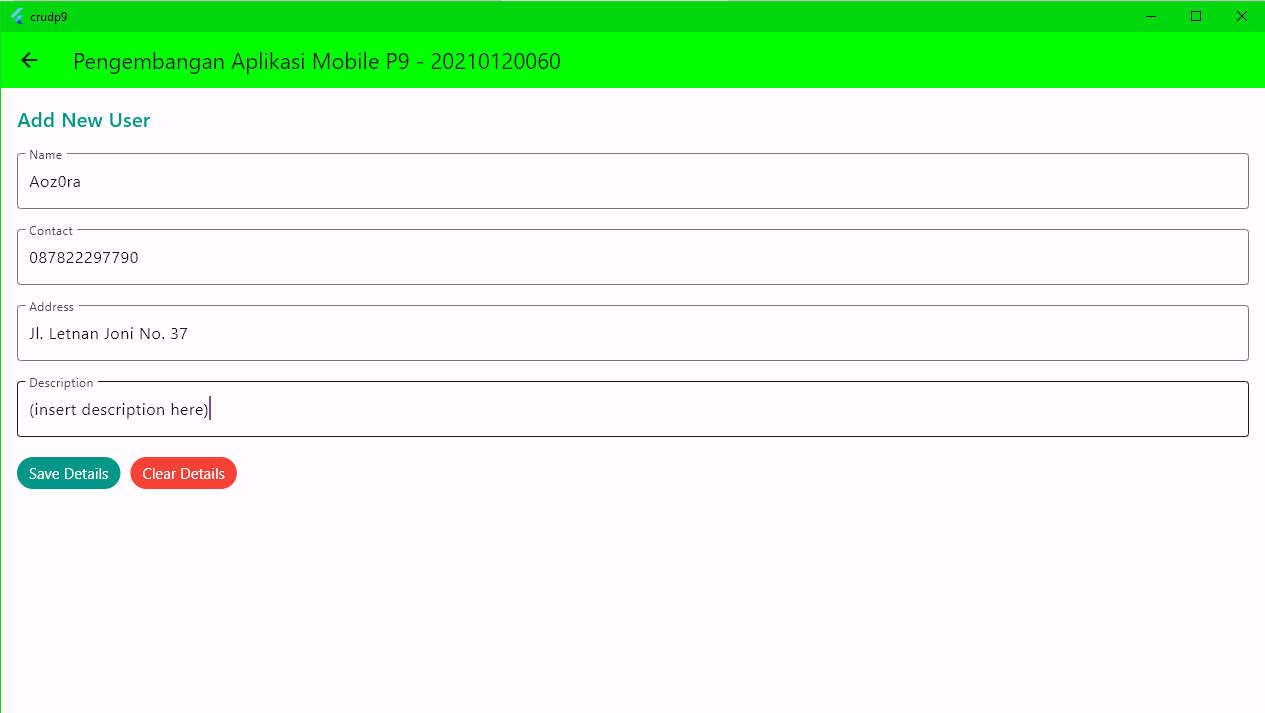 crudp9
Pengembangan Aplikasi Mobile P9 - 20210120060
Add New User
Name
Aoz0ra
Contact
087822297790
Address
Jl. Letnan Joni No. 37
Description
(insert description here)
Save Details Clear Details